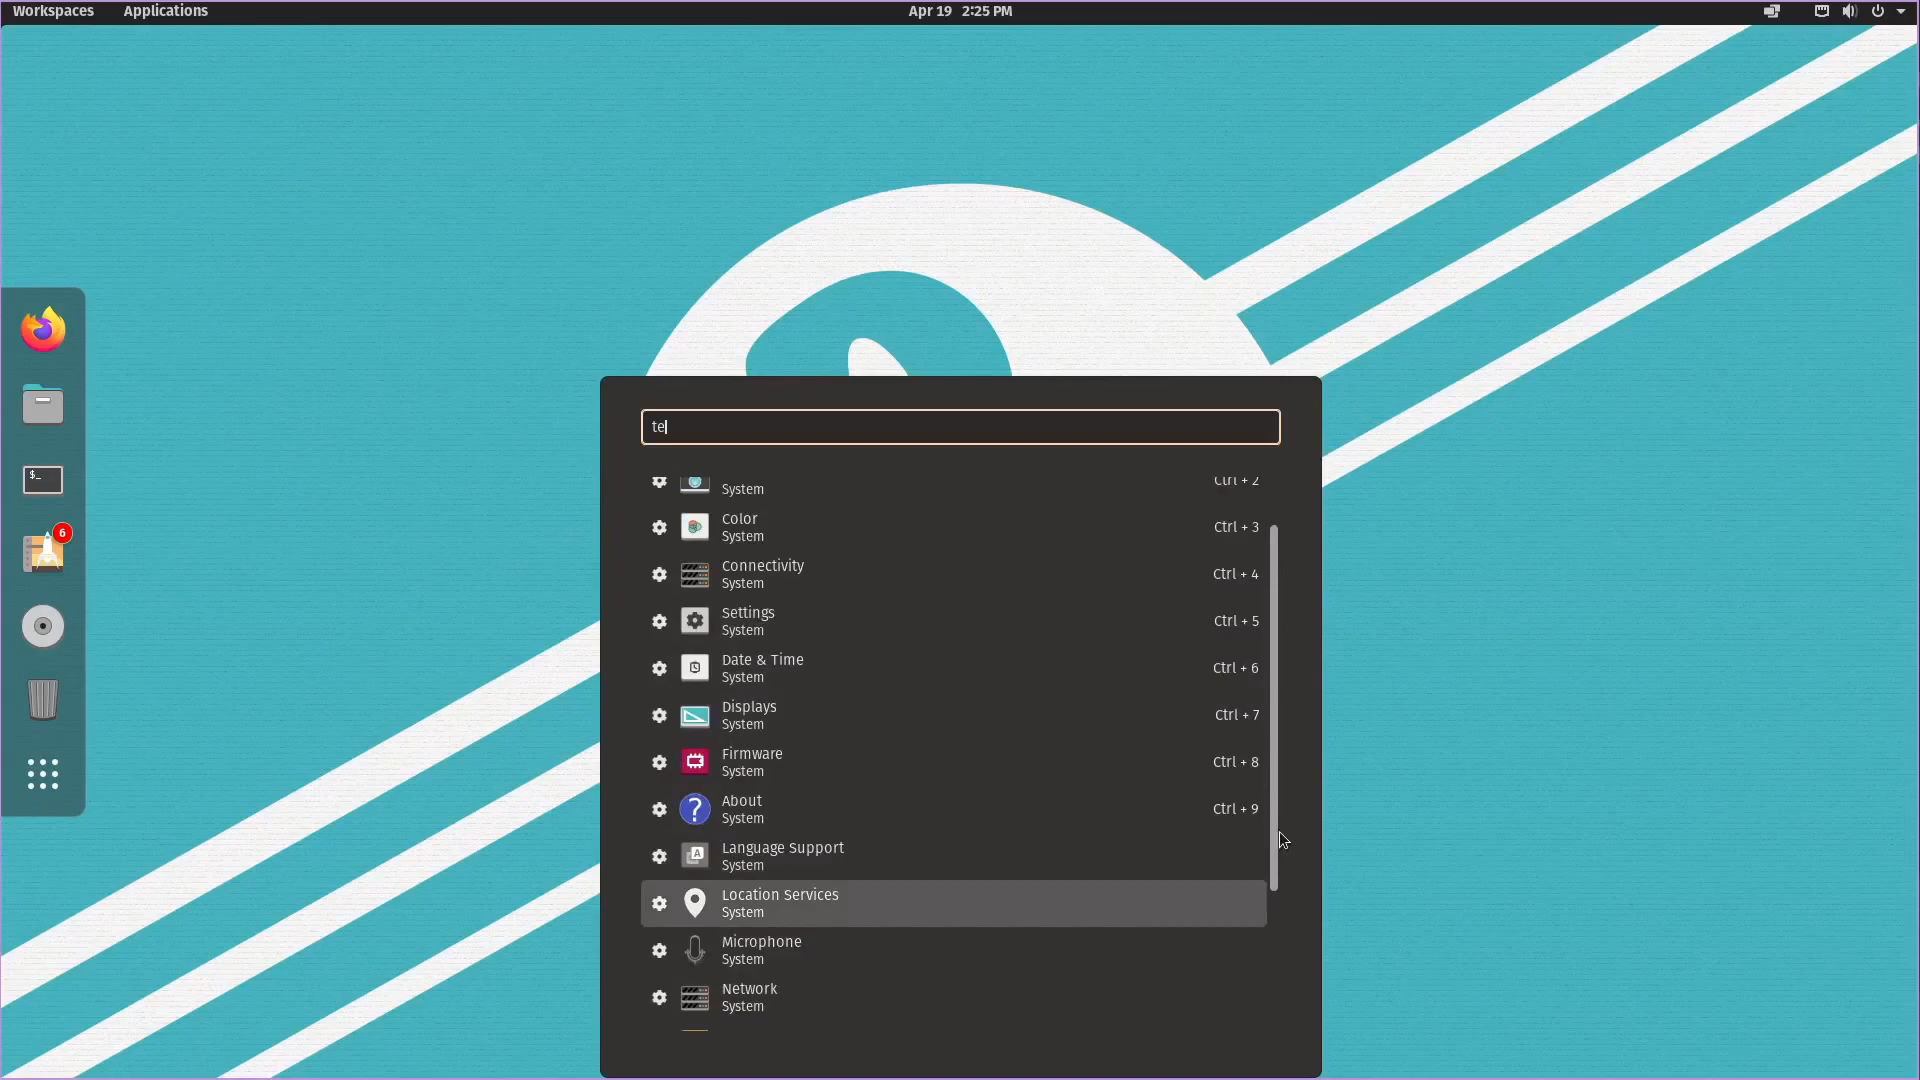 Workspaces Applications Apr 19 2:25 PM
$_
6
te
System Ctrl + 2
Color Ctrl + 3
System
Connectivity Ctrl + 4
System
Settings Ctrl + 5
System
Date & Time Ctrl + 6
System
Displays Ctrl + 7
System
Firmware Ctrl + 8
System
About Ctrl + 9
System
Language Support
System
Location Services
System
Microphone
System
Network
System